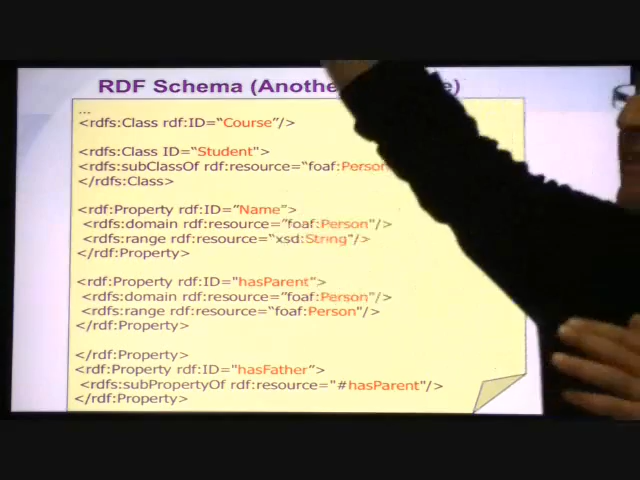 RDF Schema (Anothe e)
...
<rdfs:Class rdf:ID=“Course”/>
<rdfs:Class ID=“Student”>
<rdfs:subClassOf rdf:resource=“foaf:Person
</rdfs:Class>
<rdf:Property rdf:ID=”Name”>
<rdfs:domain rdf:resource=”foaf:Person”/>
<rdfs:range rdf:resource=“xsd:String”/>
</rdf:Property>
<rdf:Property rdf:ID="hasParent">
<rdfs:domain rdf:resource=”foaf:Person”/>
<rdfs:range rdf:resource=“foaf:Person”/>
</rdf:Property>
</rdf:Property>
<rdf:Property rdf:ID="hasFather”>
<rdfs:subPropertyOf rdf:resource="#hasParent"/>
</rdf:Property>